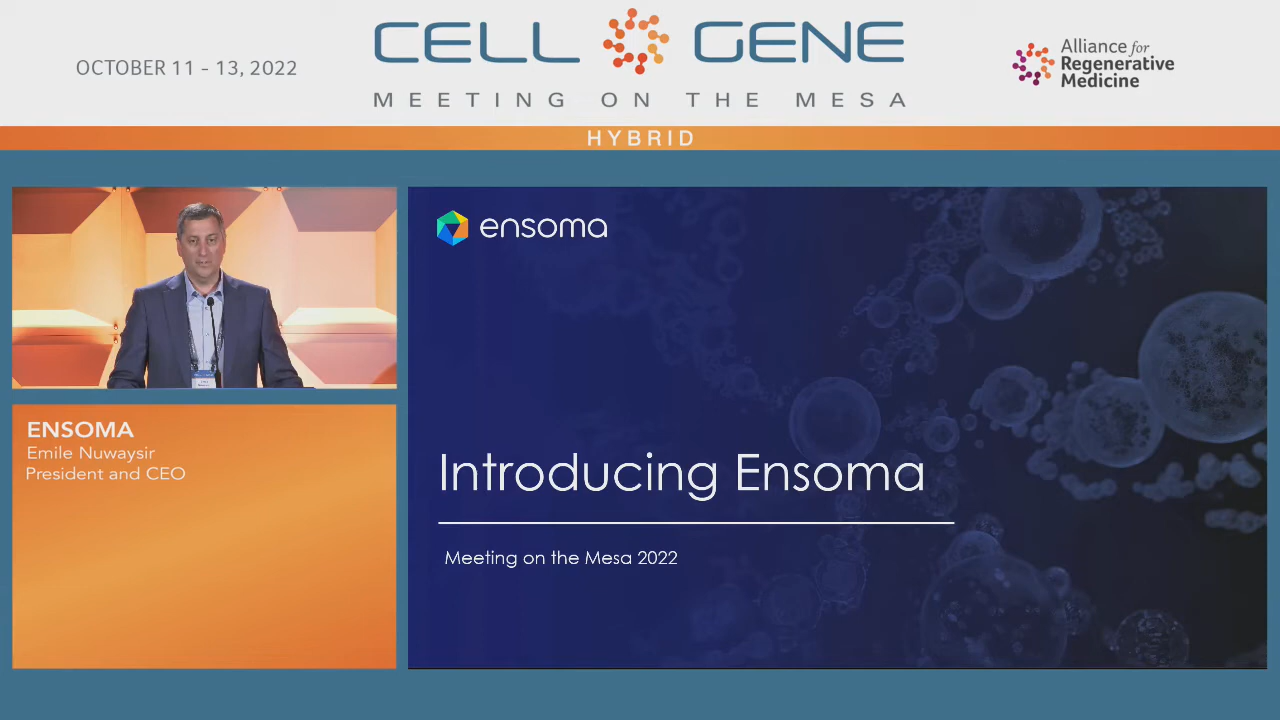 OCTOBER 11 - 13, 2022
CELL GENE
MEETING ON THE MESA
Alliance for
Regenerative
Medicine
HYBRID
ensoma
ENSOMA
Emile Nuwaysir
President and CEO
Introducing Ensoma
Meeting on the Mesa 2022